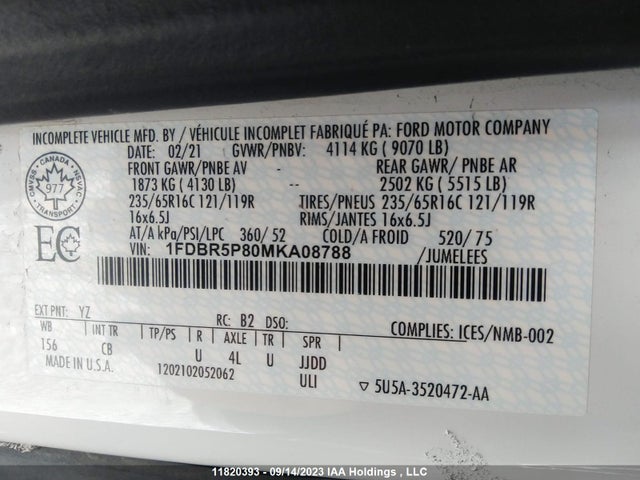 INCOMPLETE VEHICLE MFD. BY / VÉHICULE INCOMPLET FABRIQUÉ PA: FORD MOTOR COMPANY
DATE: 02/21 GVWR/PNBV: 4114 KG ( 9070 LB)
FRONT GAWR/ PNBE AV - REAR GAWR/ PNBE AR
1873 KG ( 4130 LB) -- 2502 KG ( 5515 LB)
235/65R16C 121/119R TIRES/PNEUS 235/65R16C 121/119R
16x6.5J RIMS/JANTES 16x6.5J
AT/A kPa/PSI/LPC 360/ 52 COLD/A FROID 520/ 75
VIN: 1FDBR5P80MKA08788 /JUMELEES
CANADA
CMVSS NSVAC
977
TRANSPORT
EC
EXT PNT: YZ RC: B2 DSO: COMPLIES: ICES/NMB-002
WB INT TR TP/PS R AXLE TR SPR
156 CB U 4L U JJDD
MADE IN U.S.A. 1202102052062 ULI ▽ 5U5A-3520472-AA
11820393 - 09/14/2023 IAA Holdings , LLC